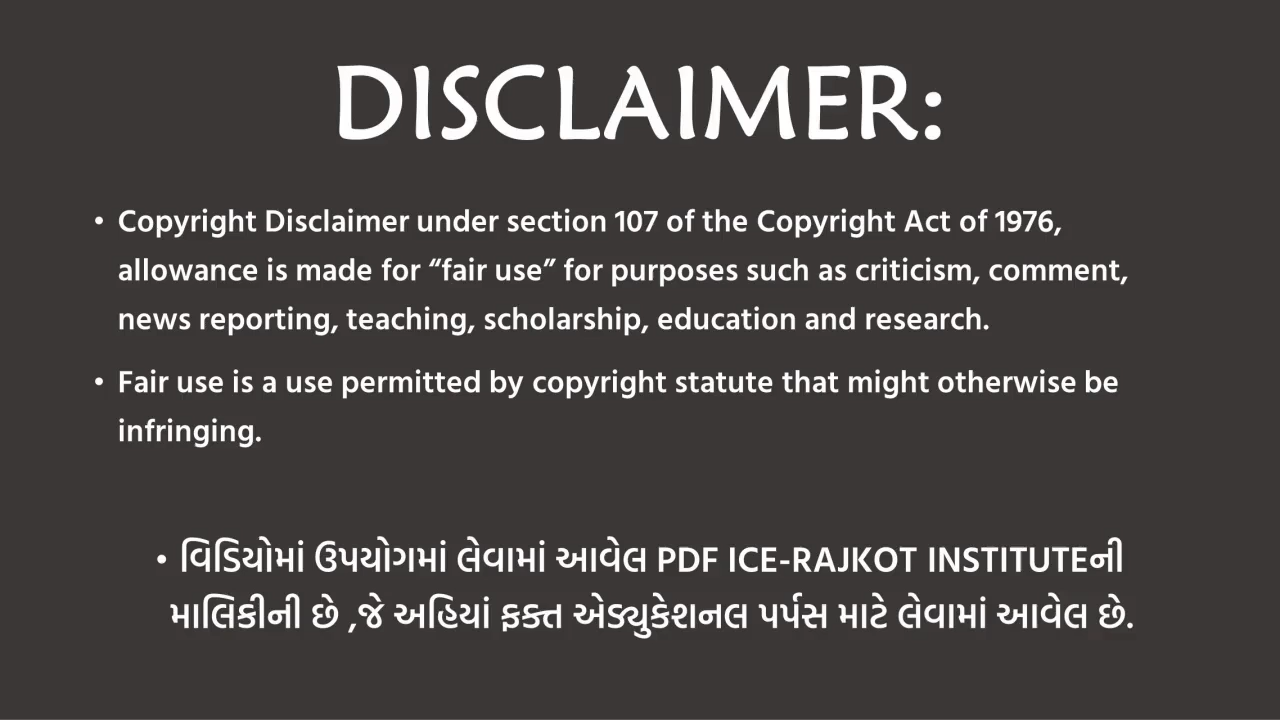 DISCLAIMER:
• Copyright Disclaimer under section 107 of the Copyright Act of 1976,
allowance is made for “fair use” for purposes such as criticism, comment,
news reporting, teaching, scholarship, education and research.
• Fair use is a use permitted by copyright statute that might otherwise be
infringing.
• વિડિયોમાં ઉપયોગમાં લેવામાં આવેલ PDF ICE-RAJKOT INSTITUTEની
માલિકીની છે ,જે અહિયાં ફક્ત એડ્યુકેશનલ પર્પસ માટે લેવામાં આવેલ છે.